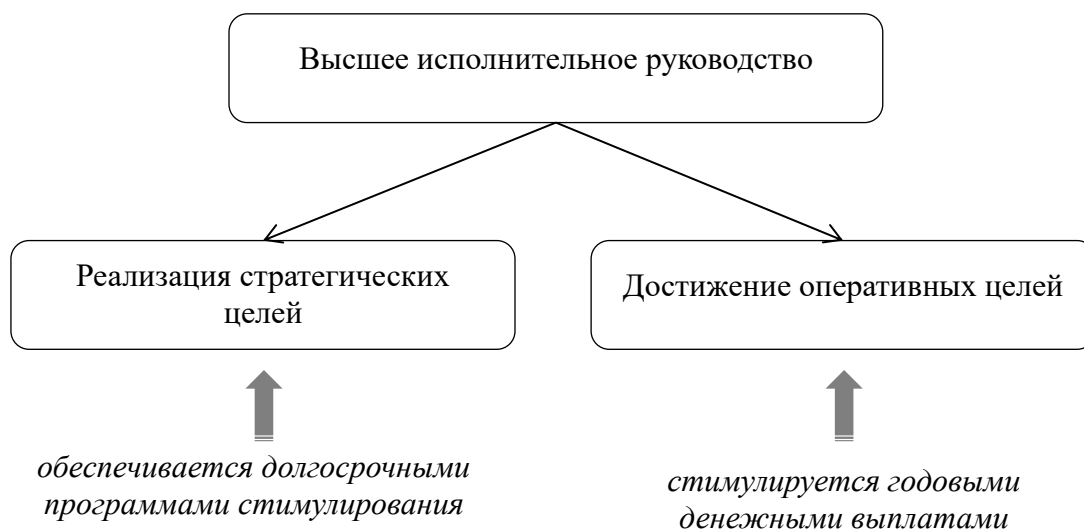 Высшее исполнительное руководство
Реализация стратегических
целей
Достижение оперативных целей
обеспечивается долгосрочными
программами стимулирования
стимулируется годовыми
денежными выплатами